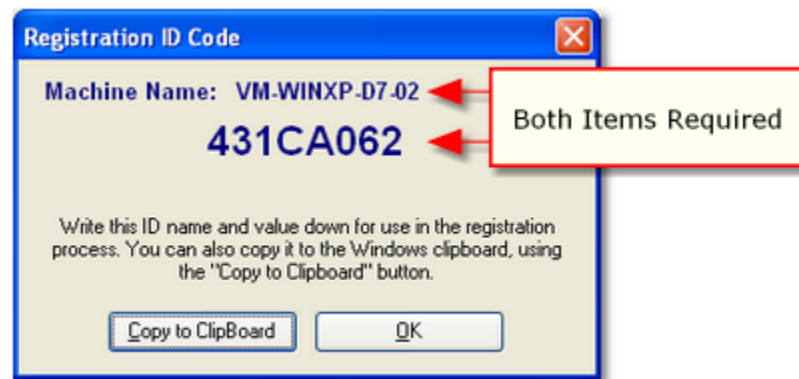 Registration ID Code
Machine Name: VM-WINXP-D7-02
Both Items Required
431CA062
Write this ID name and value down for use in the registration
process. You can also copy it to the Windows clipboard, using
the "Copy to Clipboard" button.
Copy to ClipBoard
OK